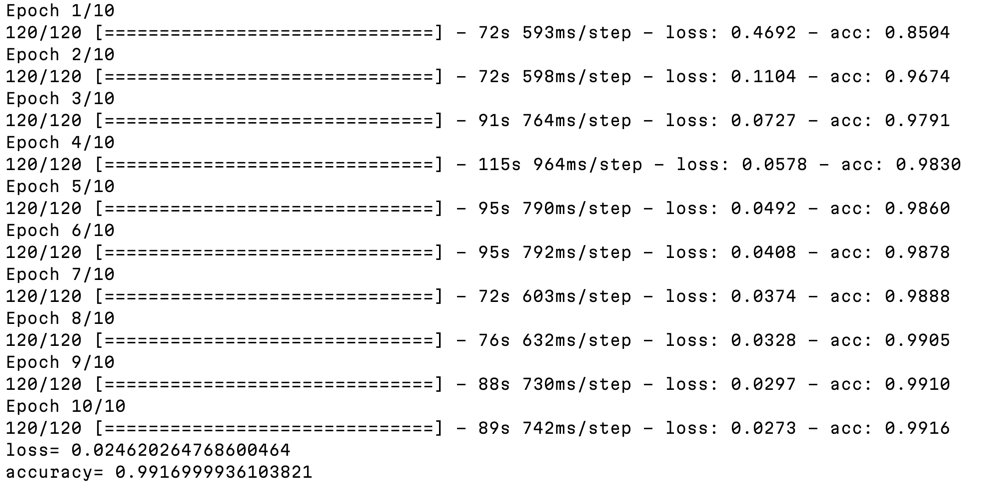 Epoch 1/10
120/120 [==============================] - 72s 593ms/step - loss: 0.4692 - acc: 0.8504
Epoch 2/10
120/120 [==============================] - 72s 598ms/step - loss: 0.1104 - acc: 0.9674
Epoch 3/10
120/120 [==============================] - 91s 764ms/step - loss: 0.0727 - acc: 0.9791
Epoch 4/10
120/120 [==============================] - 115s 964ms/step - loss: 0.0578 - acc: 0.9830
Epoch 5/10
120/120 [==============================] - 95s 790ms/step - loss: 0.0492 - acc: 0.9860
Epoch 6/10
120/120 [==============================] - 95s 792ms/step - loss: 0.0408 - acc: 0.9878
Epoch 7/10
120/120 [==============================] - 72s 603ms/step - loss: 0.0374 - acc: 0.9888
Epoch 8/10
120/120 [==============================] - 76s 632ms/step - loss: 0.0328 - acc: 0.9905
Epoch 9/10
120/120 [==============================] - 88s 730ms/step - loss: 0.0297 - acc: 0.9910
Epoch 10/10
120/120 [==============================] - 89s 742ms/step - loss: 0.0273 - acc: 0.9916
loss= 0.024620264768600464
accuracy= 0.9916999936103821